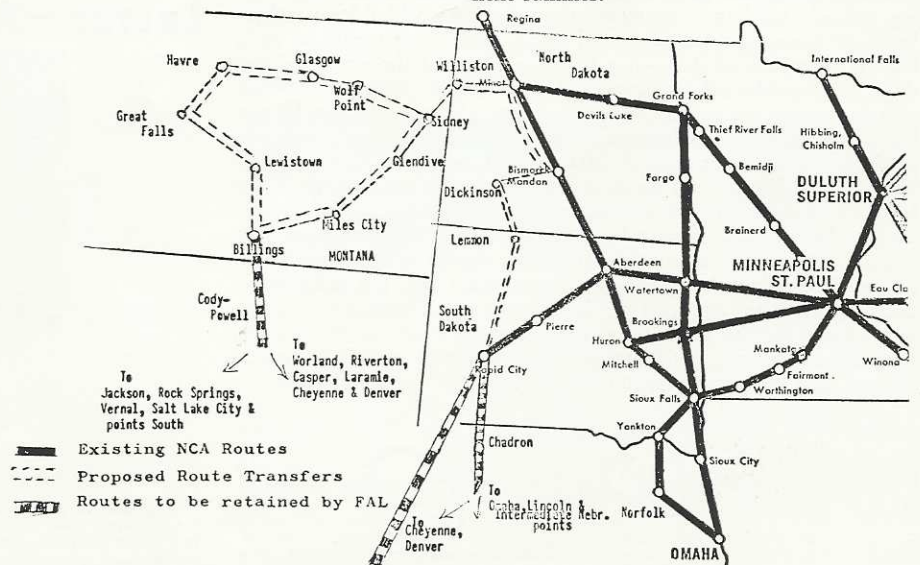 Regina
Havre
Glasgow
Wolf
Point
Williston
Minot
North
Dakota
International Falls
Great
Falls
Sidney
Devils Lake
Grand Forks
Thief River Falls
Hibbing,
Chisholm
Lewistown
Glendive
Bismarck
Mandan
Dickinson
Fargo
Bemidji
DULUTH
SUPERIOR
Miles City
Brainerd
Billings
MONTANA
Lemmon
Aberdeen
MINNEAPOLIS
ST. PAUL
Watertown
Eau Cla
Cody-
Powell
South
Dakota
Pierre
Brookings
Huron
Mitchell
Mankato
Winona
Fairmont
Worthington
Rapid City
Sioux Falls
To
Jackson, Rock Springs,
Vernal, Salt Lake City &
points South
To
Worland, Riverton,
Casper, Laramie,
Cheyenne & Denver
Yankton
Chadron
Sioux City
Existing NCA Routes
Proposed Route Transfers
Routes to be retained by FAL
To
Omaha, Lincoln &
Intermediate Nebr.
points
To
Cheyenne,
Denver
Norfolk
OMAHA